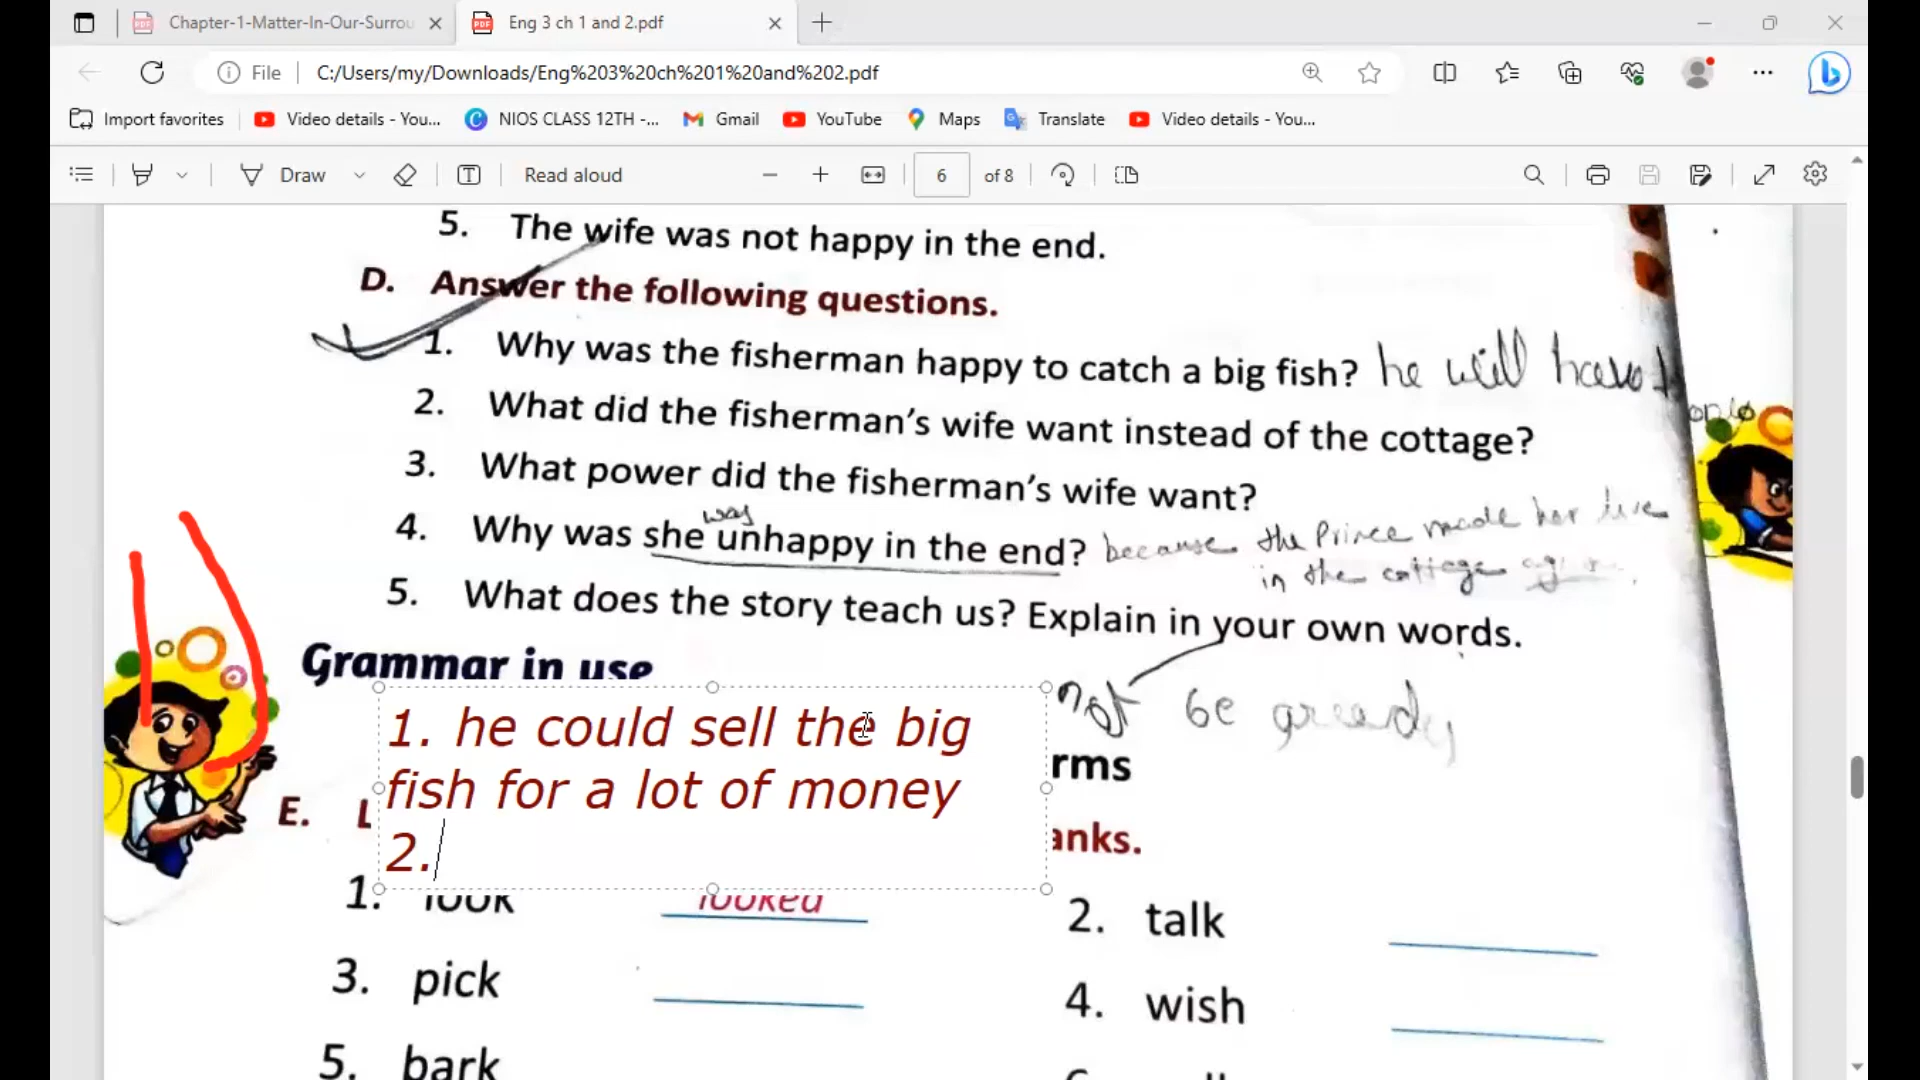 Chapter-1-Matter-In-Our-Surrou
Eng 3 ch 1 and 2.pdf
File
C:/Users/my/Downloads/Eng%203%20ch%201%20and%202.pdf
Import favorites
Video details - You...
NIOS CLASS 12TH -...
Gmail
YouTube
Maps
Translate
Video details - You...
Draw
Read aloud
6 of 8
5. The wife was not happy in the end.
D. Answer the following questions.
1. Why was the fisherman happy to catch a big fish? he will have
2. What did the fisherman's wife want instead of the cottage?
3. What power did the fisherman's wife want?
was
4. Why was she unhappy in the end? because the Prince made her live
in the cottage
5. What does the story teach us? Explain in your own words.
not be greedy
Grammar in use
1. he could sell the big
fish for a lot of money
2.
rms
E. L
anks.
1. look looked
2. talk
3. pick
4. wish
5. bark